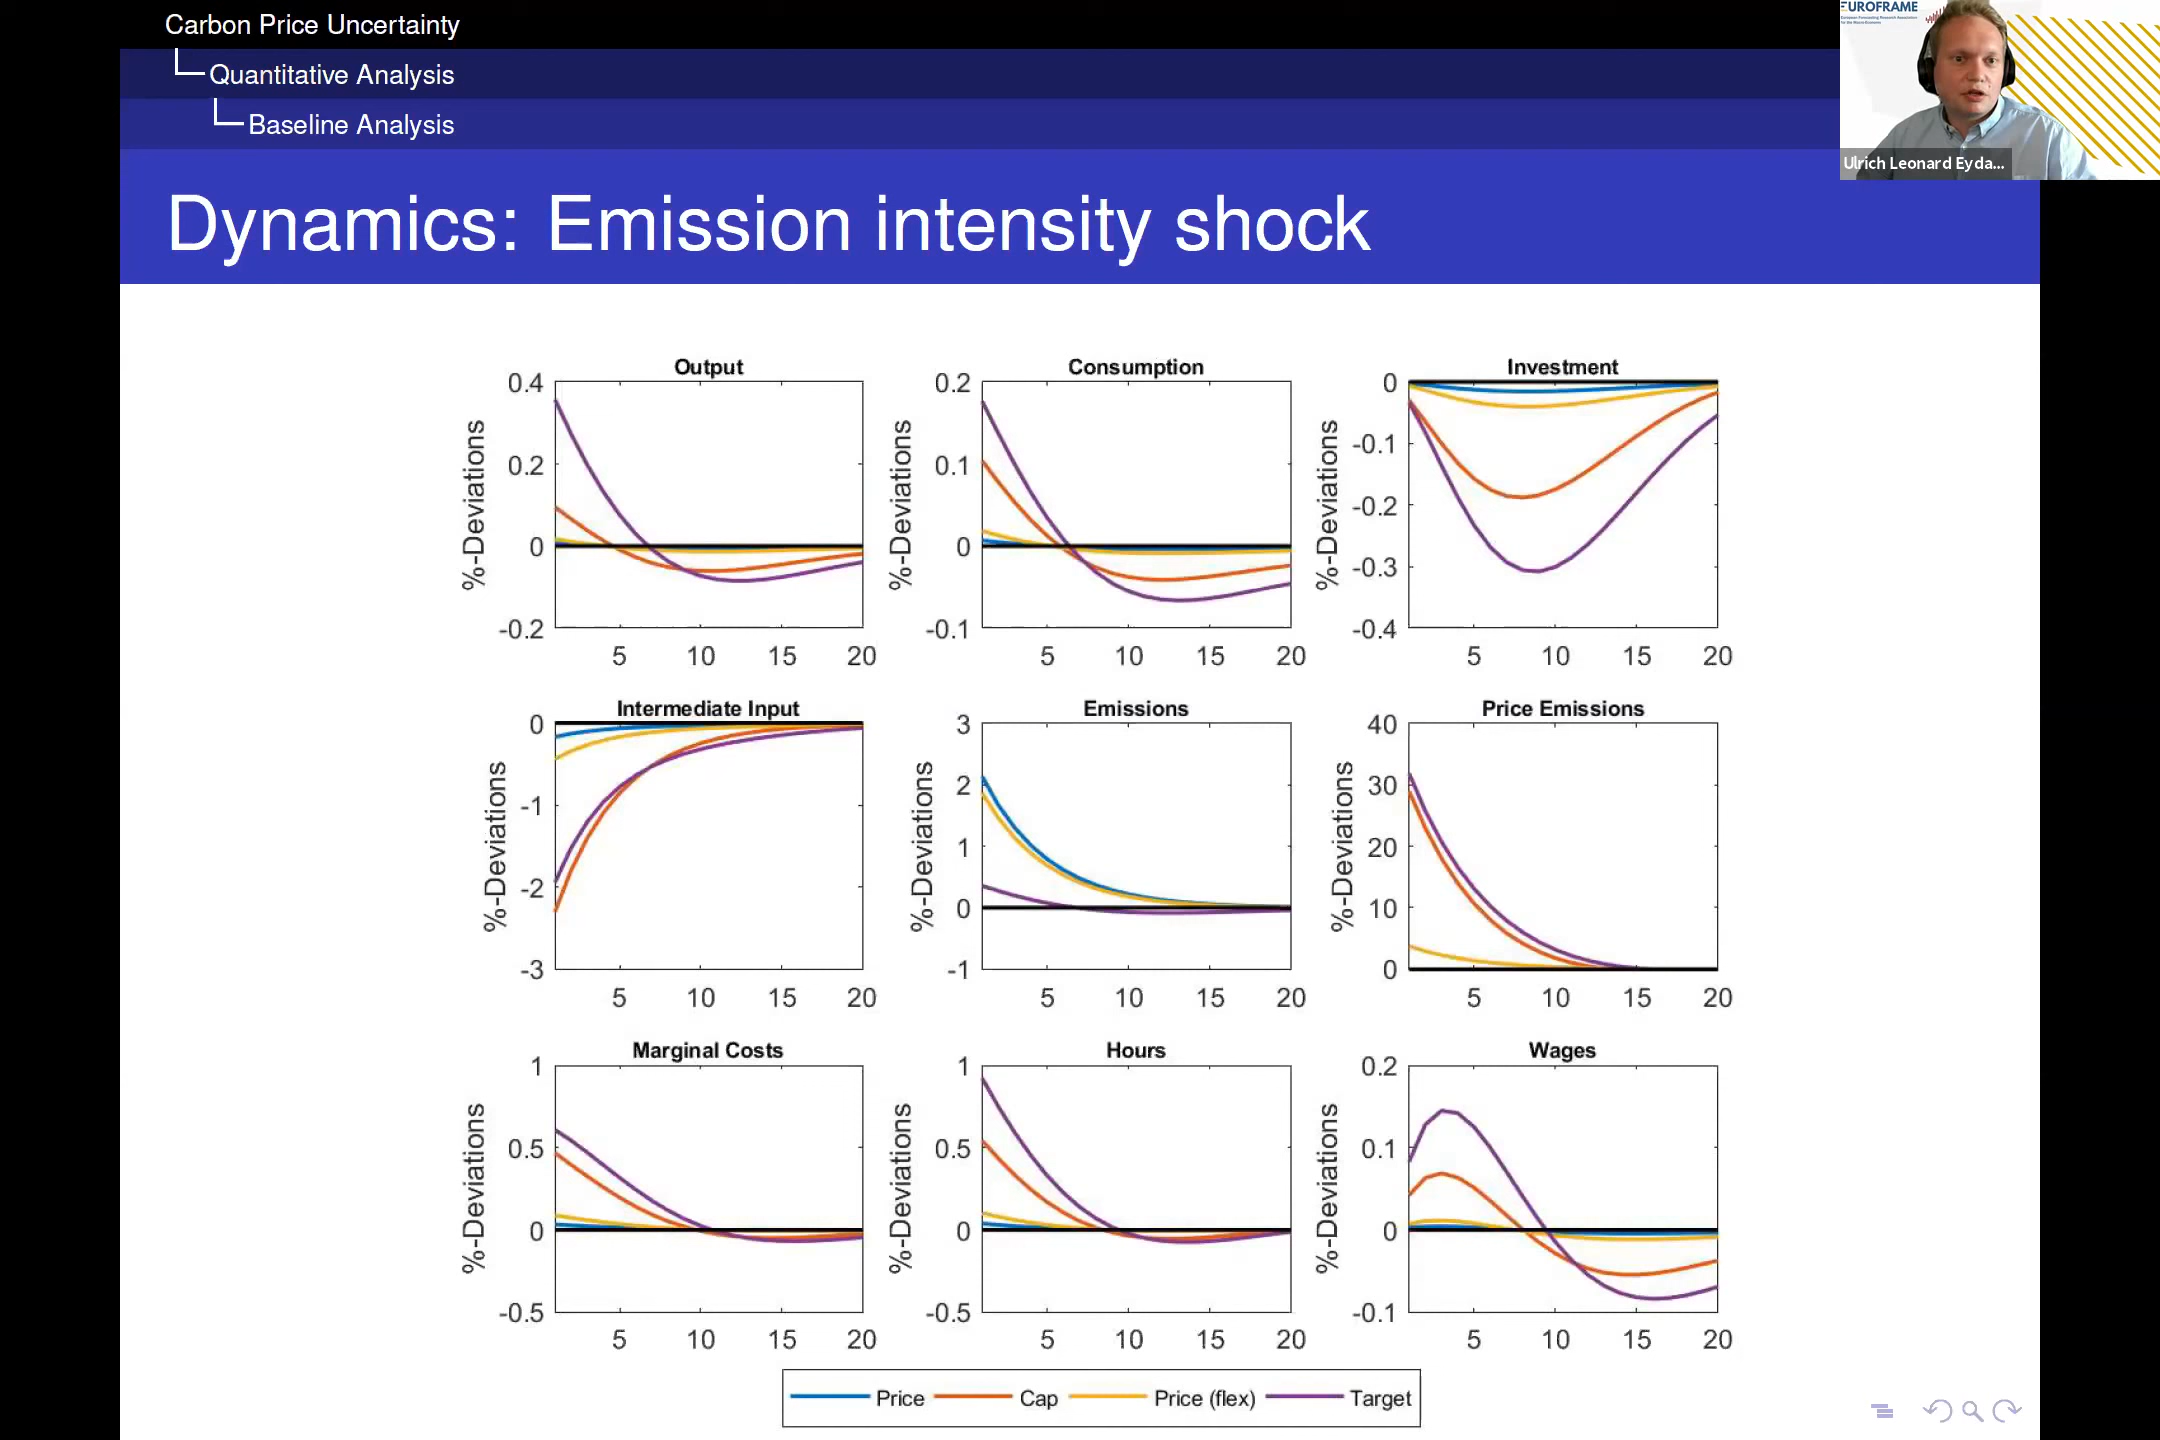 Carbon Price Uncertainty
Quantitative Analysis
Baseline Analysis
EUROFRAME
Ulrich Leonard Eyda...
Dynamics: Emission intensity shock
Output
%-Deviations
0.4
0.2
0
-0.2
5 10 15 20
Consumption
%-Deviations
0.2
0.1
0
-0.1
5 10 15 20
Investment
%-Deviations
0
-0.1
-0.2
-0.3
-0.4
5 10 15 20
Intermediate Input
%-Deviations
0
-1
-2
-3
5 10 15 20
Emissions
%-Deviations
3
2
1
0
-1
5 10 15 20
Price Emissions
%-Deviations
40
30
20
10
0
5 10 15 20
Marginal Costs
%-Deviations
1
0.5
0
-0.5
5 10 15 20
Hours
%-Deviations
1
0.5
0
-0.5
5 10 15 20
Wages
%-Deviations
0.2
0.1
0
-0.1
5 10 15 20
Price Cap Price (flex) Target